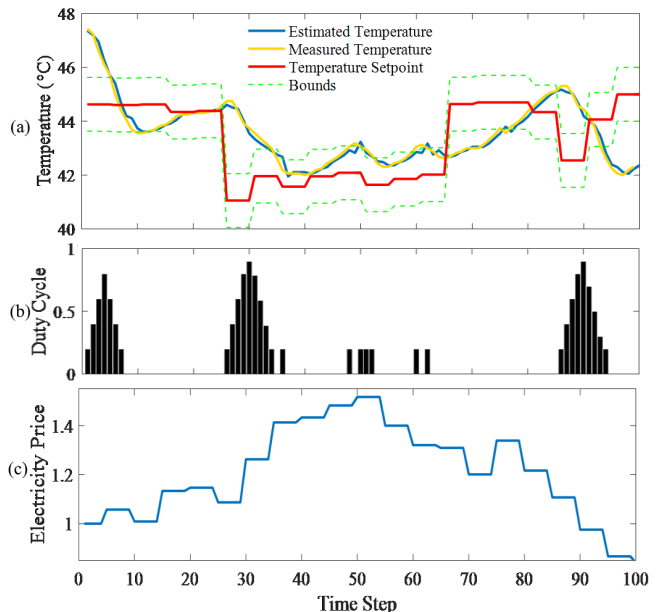 48
46
44
42
40
Temperature (°C)
(a)
Estimated Temperature
Measured Temperature
Temperature Setpoint
Bounds
1
0.5
0
Duty Cycle
(b)
1.4
1.2
1
Electricity Price
(c)
0 10 20 30 40 50 60 70 80 90 100
Time Step